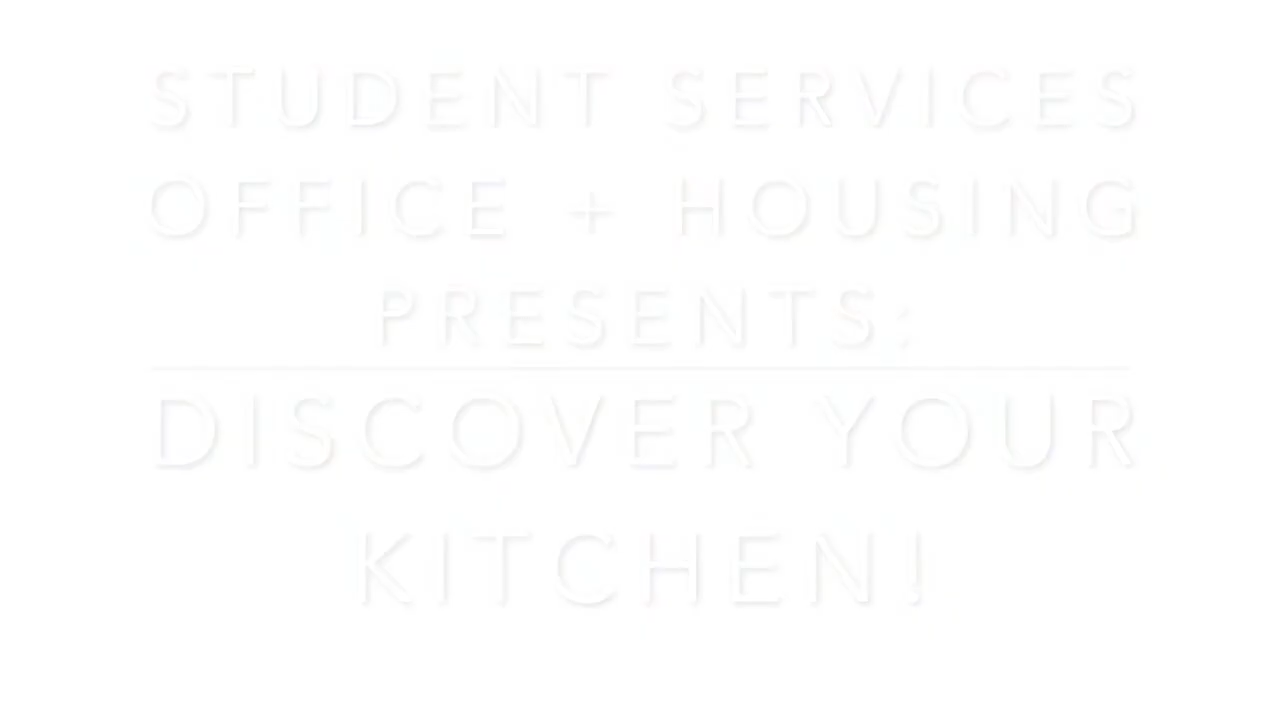 STUDENT SERVICES
OFFICE + HOUSING
PRESENTS:
DISCOVER YOUR
KITCHEN!